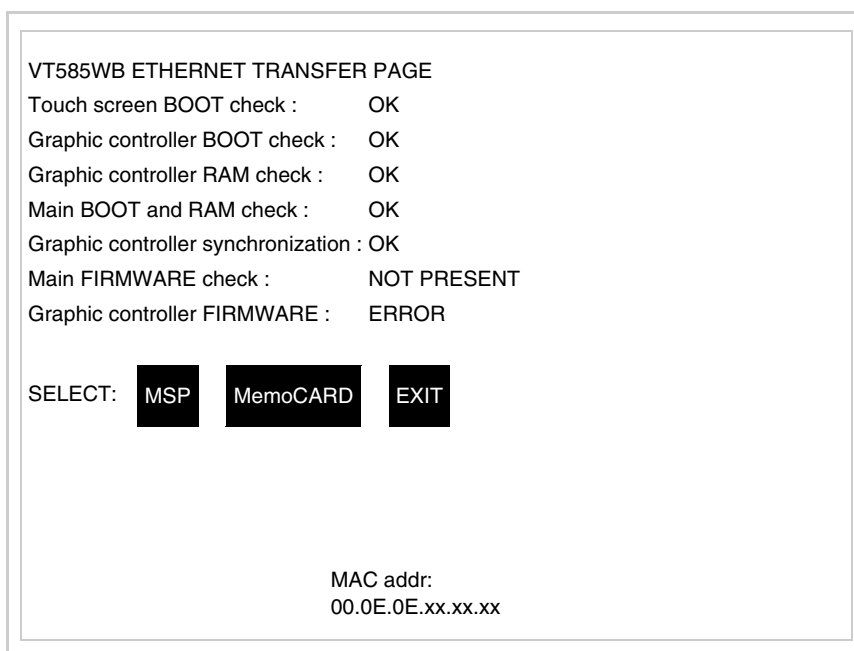 VT585WB ETHERNET TRANSFER PAGE
Touch screen BOOT check : OK
Graphic controller BOOT check : OK
Graphic controller RAM check : OK
Main BOOT and RAM check : OK
Graphic controller synchronization : OK
Main FIRMWARE check : NOT PRESENT
Graphic controller FIRMWARE : ERROR
SELECT: MSP MemoCARD EXIT
MAC addr:
00.0E.0E.xx.xx.xx